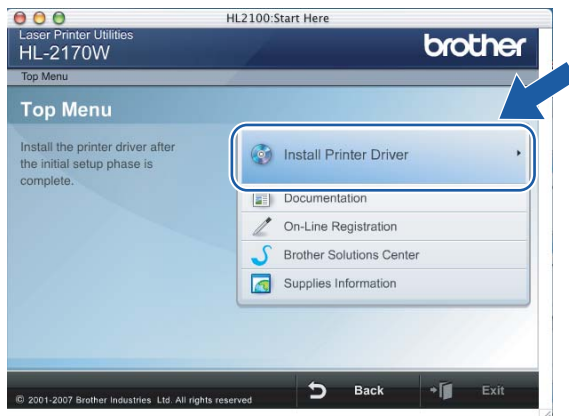 HL2100:Start Here
Laser Printer Utilities
HL-2170W
brother
Top Menu
Top Menu
Install the printer driver after
the initial setup phase is
complete.
Install Printer Driver
Documentation
On-Line Registration
Brother Solutions Center
Supplies Information
© 2001-2007 Brother Industries Ltd. All rights reserved
Back
Exit